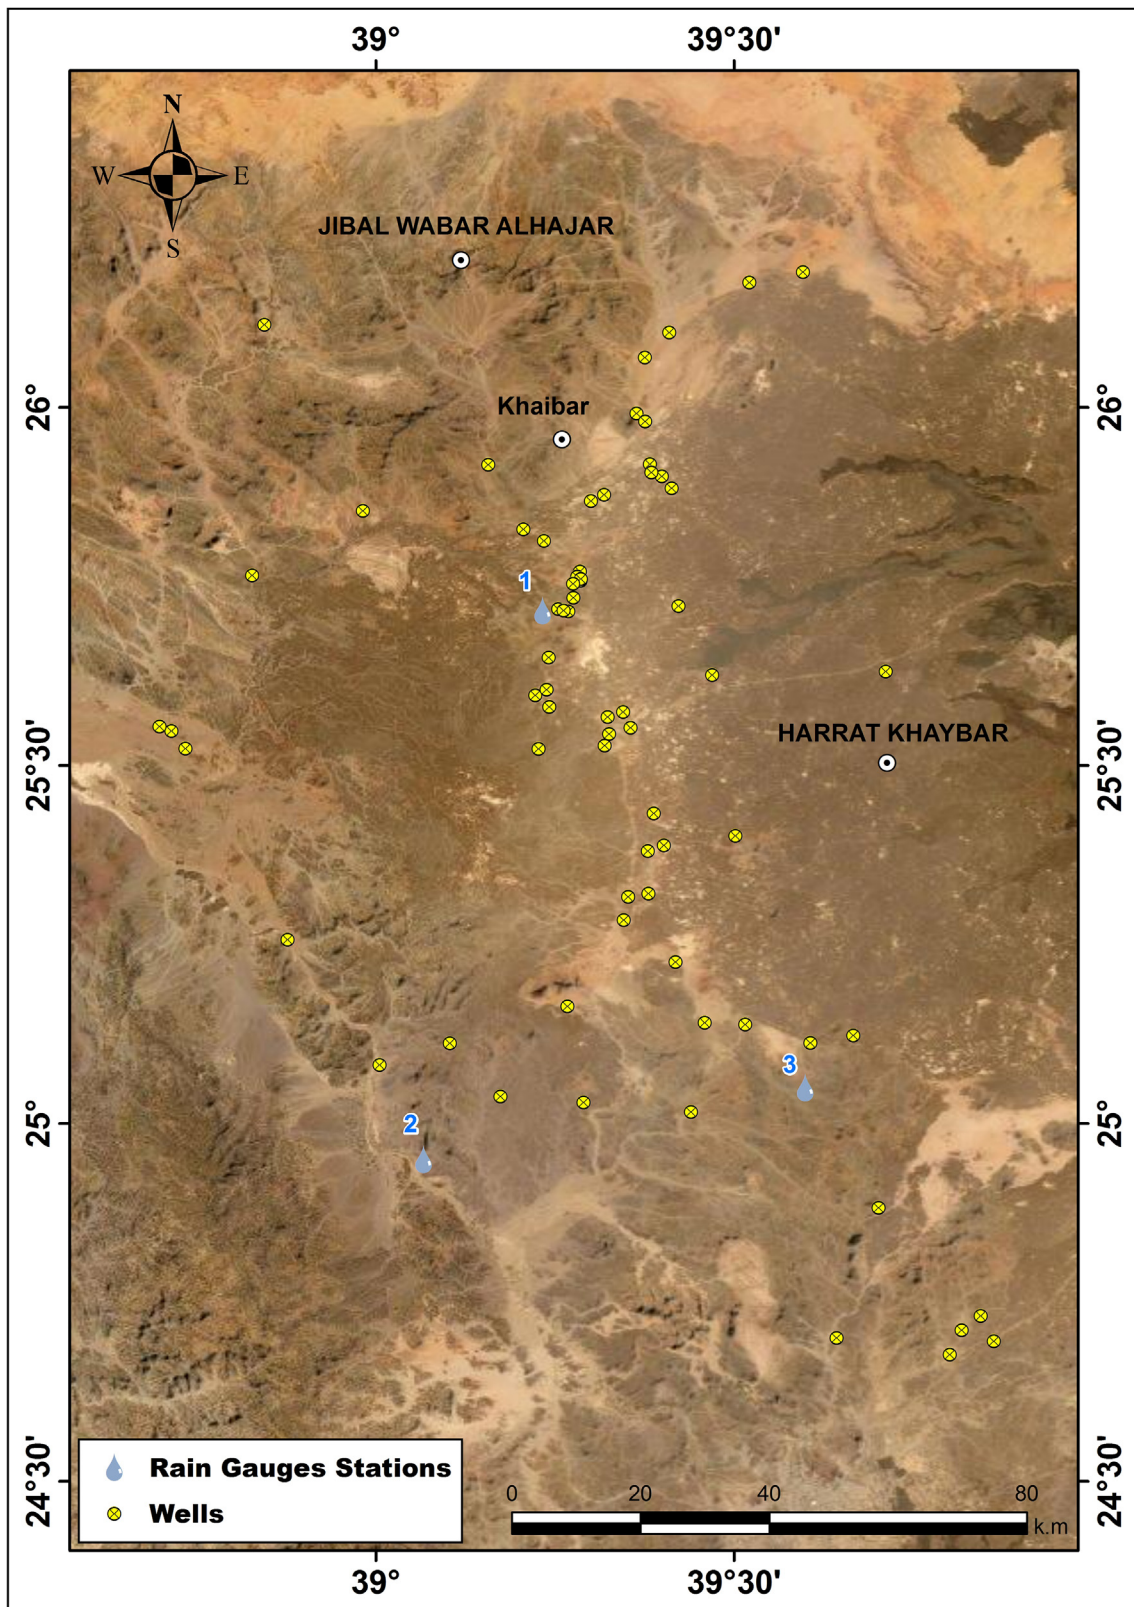 39° 39°30'
N
W E
S
JIBAL WABAR ALHAJAR
26° 26°
Khaibar
1
HARRAT KHAYBAR
25°30' 25°30'
3
2
25° 25°
Rain Gauges Stations
Wells
0 20 40 80
k.m
24°30' 24°30'
39° 39°30'